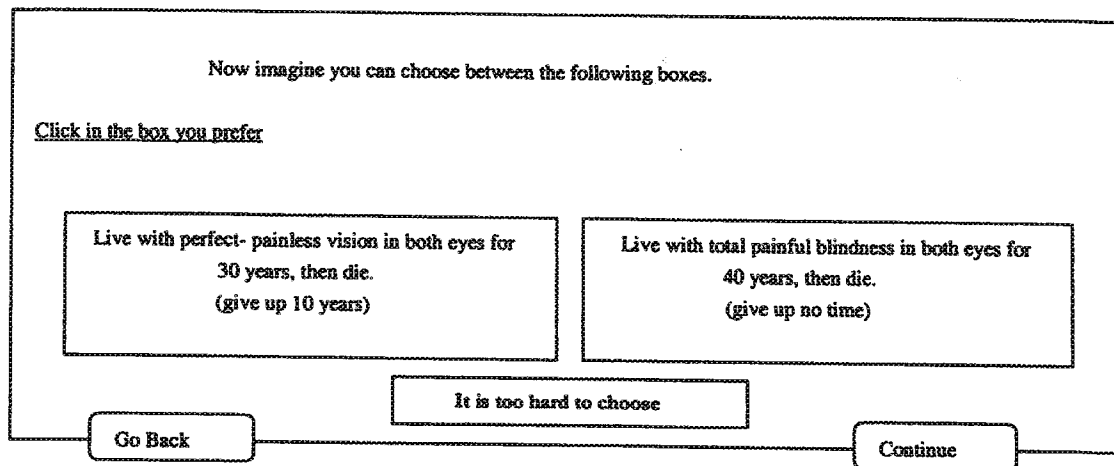 Now imagine you can choose between the following boxes.
Click in the box you prefer
Live with perfect- painless vision in both eyes for
30 years, then die.
(give up 10 years)
Live with total painful blindness in both eyes for
40 years, then die.
(give up no time)
It is too hard to choose
Go Back
Continue